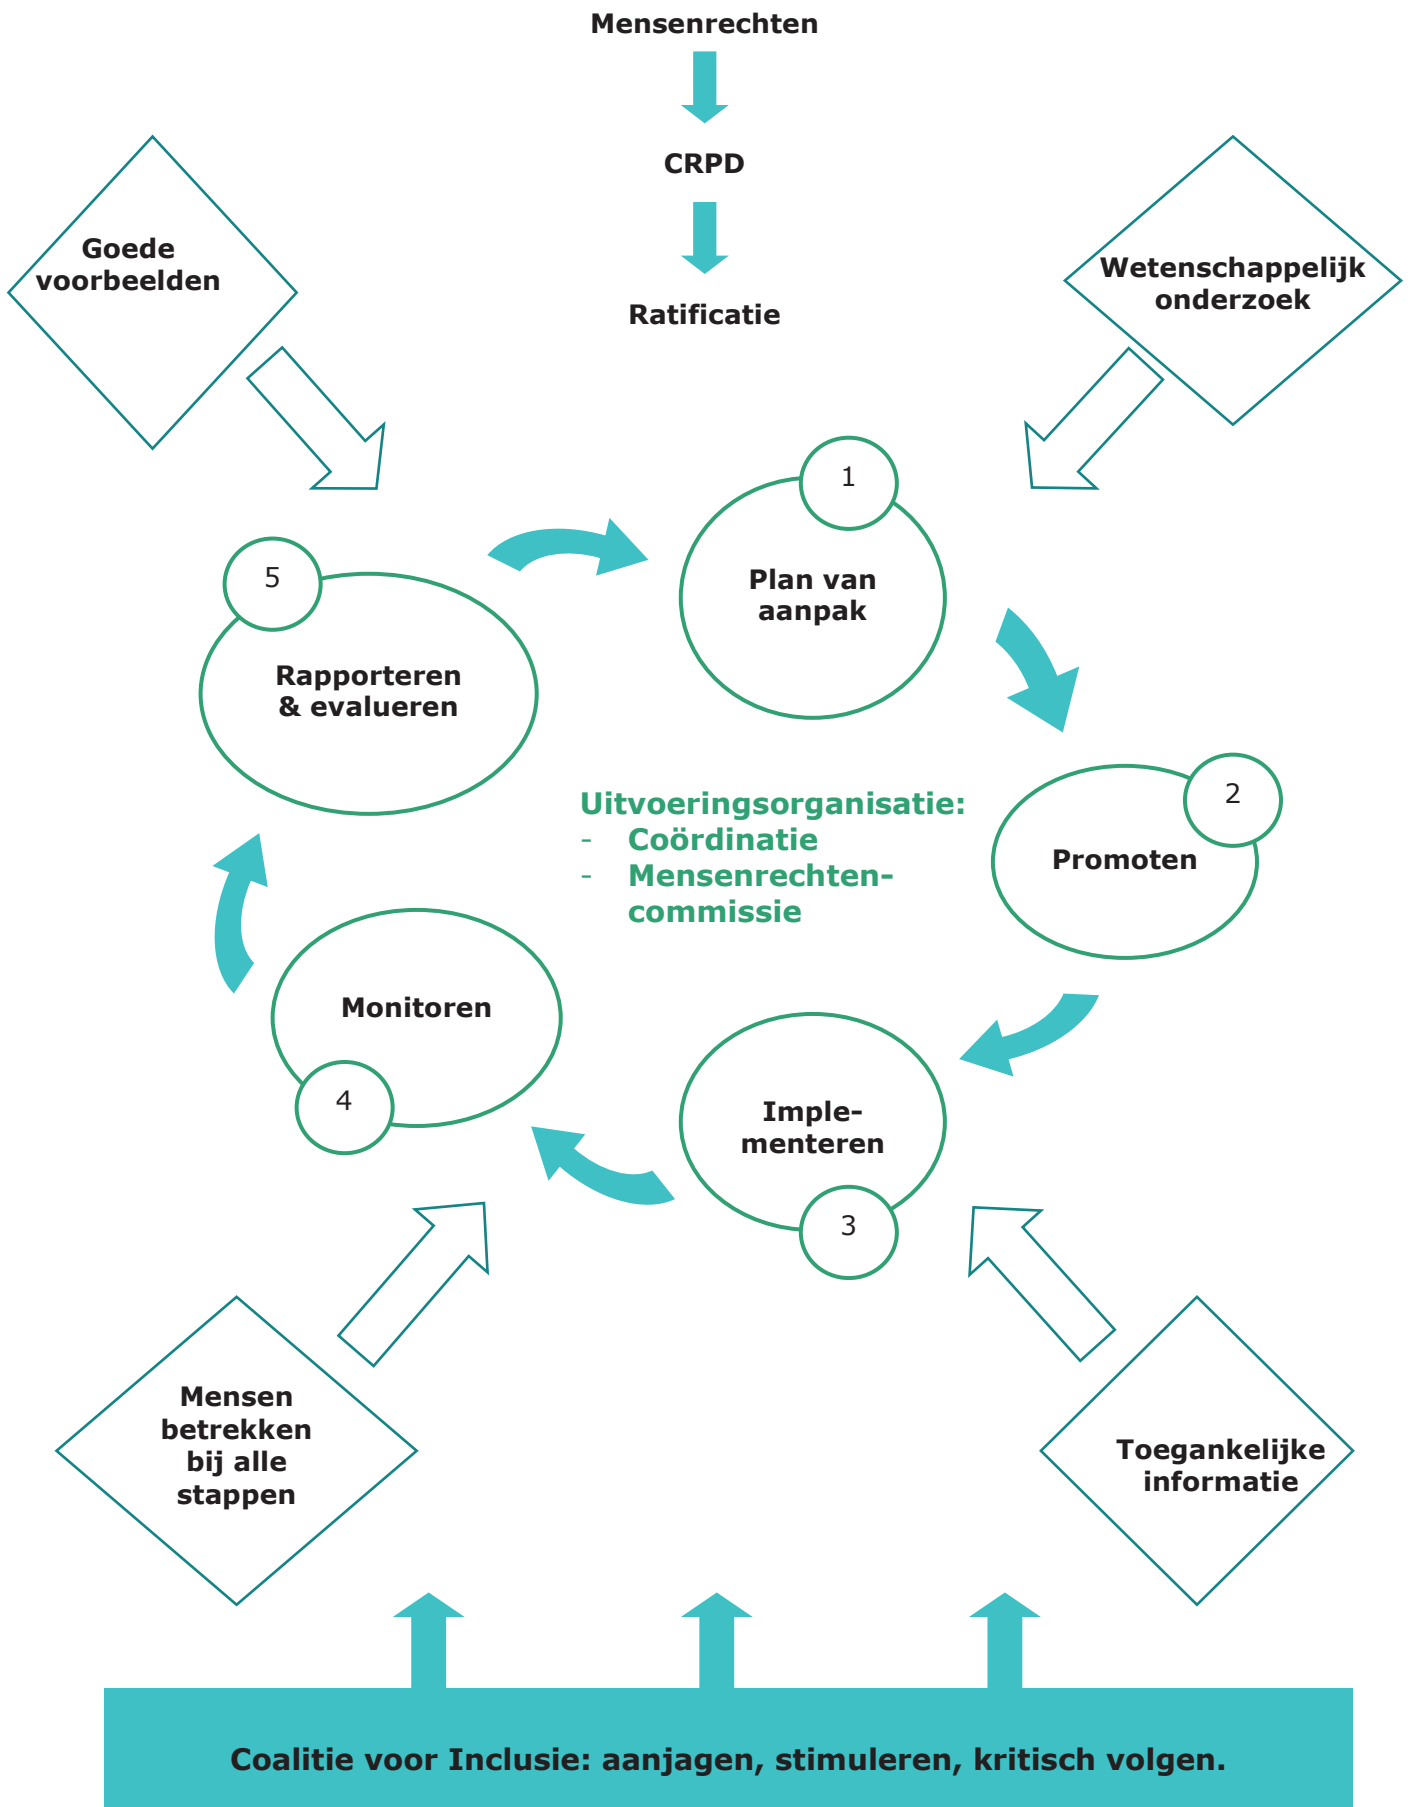 Mensenrechten
CRPD
Ratificatie
Goede
voorbeelden
Wetenschappelijk
onderzoek
1
Plan van
aanpak
5
Rapporteren
& evalueren
2
Promoten
Uitvoeringsorganisatie:
- Coördinatie
- Mensenrechten-
commissie
Monitoren
4
Imple-
menteren
3
Mensen
betrekken
bij alle
stappen
Toegankelijke
informatie
Coalitie voor Inclusie: aanjagen, stimuleren, kritisch volgen.